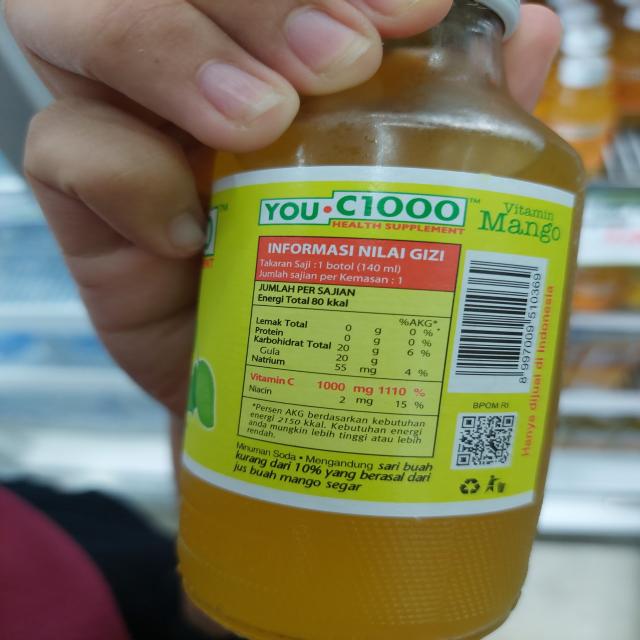 YOU•C1000™
HEALTH SUPPLEMENT
Vitamin
Mango
INFORMASI NILAI GIZI
Takaran Saji : 1 botol (140 ml)
Jumlah sajian per Kemasan : 1
JUMLAH PER SAJIAN
Energi Total 80 kkal
%AKG*
Lemak Total 0 g 0 %
Protein 0 g 0 %
Karbohidrat Total 20 g 6 %
Gula 20 g
Natrium 55 mg 4 %
Vitamin C 1000 mg 1110 %
Niacin 2 mg 15 %
*Persen AKG berdasarkan kebutuhan
energi 2150 kkal. Kebutuhan energi
anda mungkin lebih tinggi atau lebih
rendah.
Minuman Soda • Mengandung sari buah
kurang dari 10% yang berasal dari
jus buah mango segar
8 997009 510369
BPOM RI
Hanya dijual di Indonesia